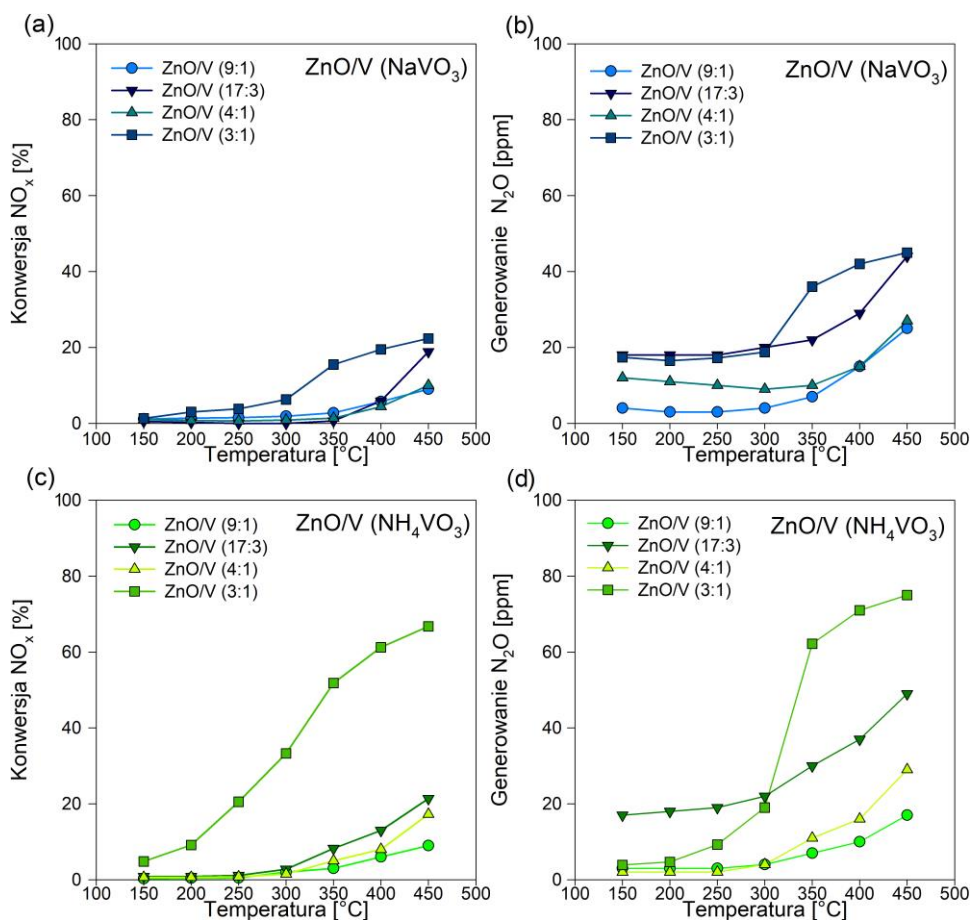 (a)
ZnO/V (NaVO₃)
ZnO/V (9:1)
ZnO/V (17:3)
ZnO/V (4:1)
ZnO/V (3:1)
Konwersja NOₓ [%]
100
80
60
40
20
0
100 150 200 250 300 350 400 450 500
Temperatura [°C]
(b)
ZnO/V (NaVO₃)
ZnO/V (9:1)
ZnO/V (17:3)
ZnO/V (4:1)
ZnO/V (3:1)
Generowanie N₂O [ppm]
100
80
60
40
20
0
100 150 200 250 300 350 400 450 500
Temperatura [°C]
(c)
ZnO/V (NH₄VO₃)
ZnO/V (9:1)
ZnO/V (17:3)
ZnO/V (4:1)
ZnO/V (3:1)
Konwersja NOₓ [%]
100
80
60
40
20
0
100 150 200 250 300 350 400 450 500
Temperatura [°C]
(d)
ZnO/V (NH₄VO₃)
ZnO/V (9:1)
ZnO/V (17:3)
ZnO/V (4:1)
ZnO/V (3:1)
Generowanie N₂O [ppm]
100
80
60
40
20
0
100 150 200 250 300 350 400 450 500
Temperatura [°C]